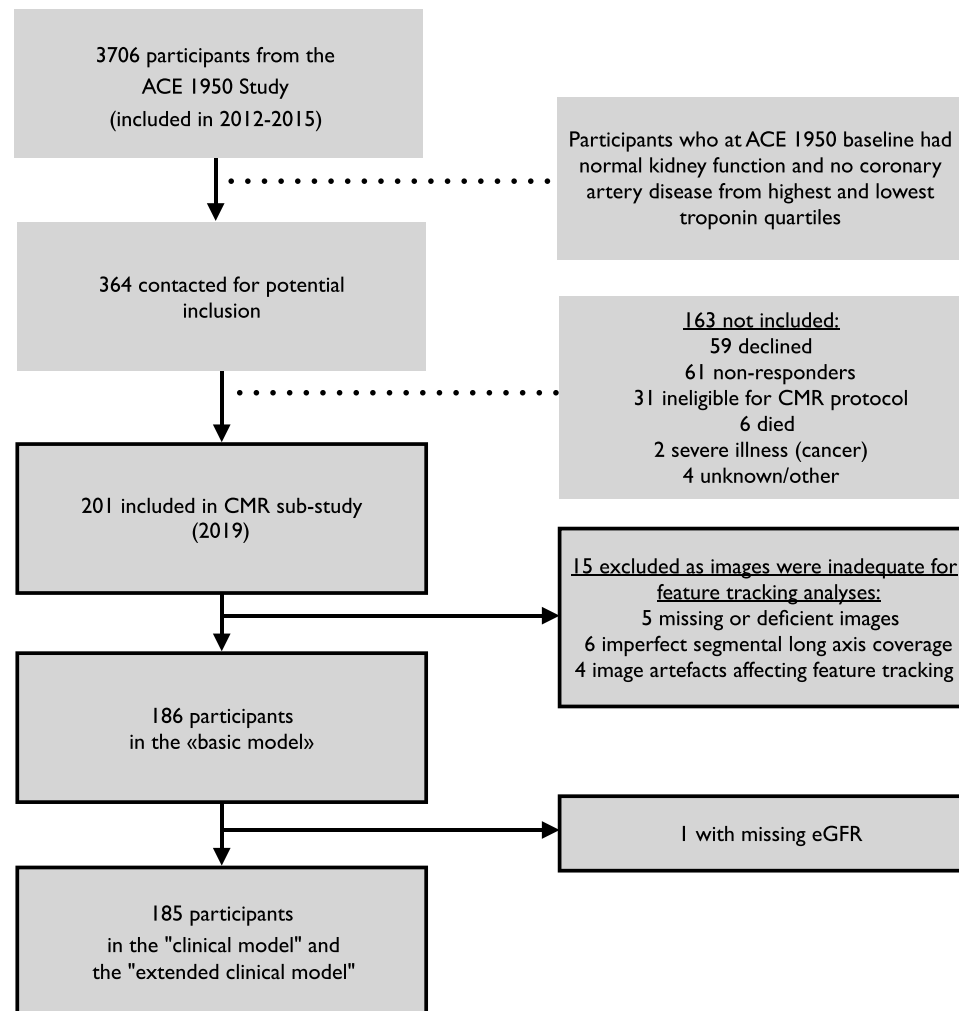 3706 participants from the
ACE 1950 Study
(included in 2012-2015)
Participants who at ACE 1950 baseline had
normal kidney function and no coronary
artery disease from highest and lowest
troponin quartiles
364 contacted for potential
inclusion
163 not included:
59 declined
61 non-responders
31 ineligible for CMR protocol
6 died
2 severe illness (cancer)
4 unknown/other
201 included in CMR sub-study
(2019)
15 excluded as images were inadequate for
feature tracking analyses:
5 missing or deficient images
6 imperfect segmental long axis coverage
4 image artefacts affecting feature tracking
186 participants
in the «basic model»
1 with missing eGFR
185 participants
in the "clinical model" and
the "extended clinical model"